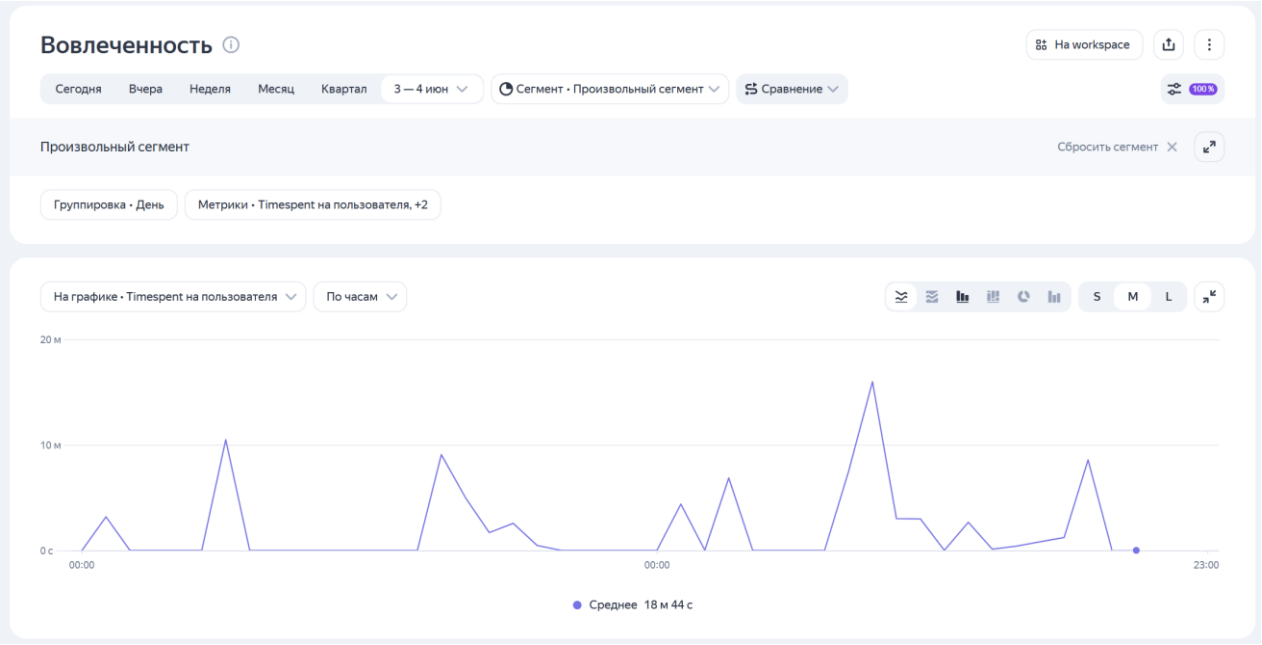 Вовлеченность
На workspace
Сегодня Вчера Неделя Месяц Квартал 3 — 4 июн Сегмент • Произвольный сегмент Сравнение 100%
Произвольный сегмент Сбросить сегмент
Группировка • День Метрики • Timespent на пользователя, +2
На графике • Timespent на пользователя По часам S M L
20 м
10 м
0 с
00:00 00:00 23:00
Среднее 18 м 44 с